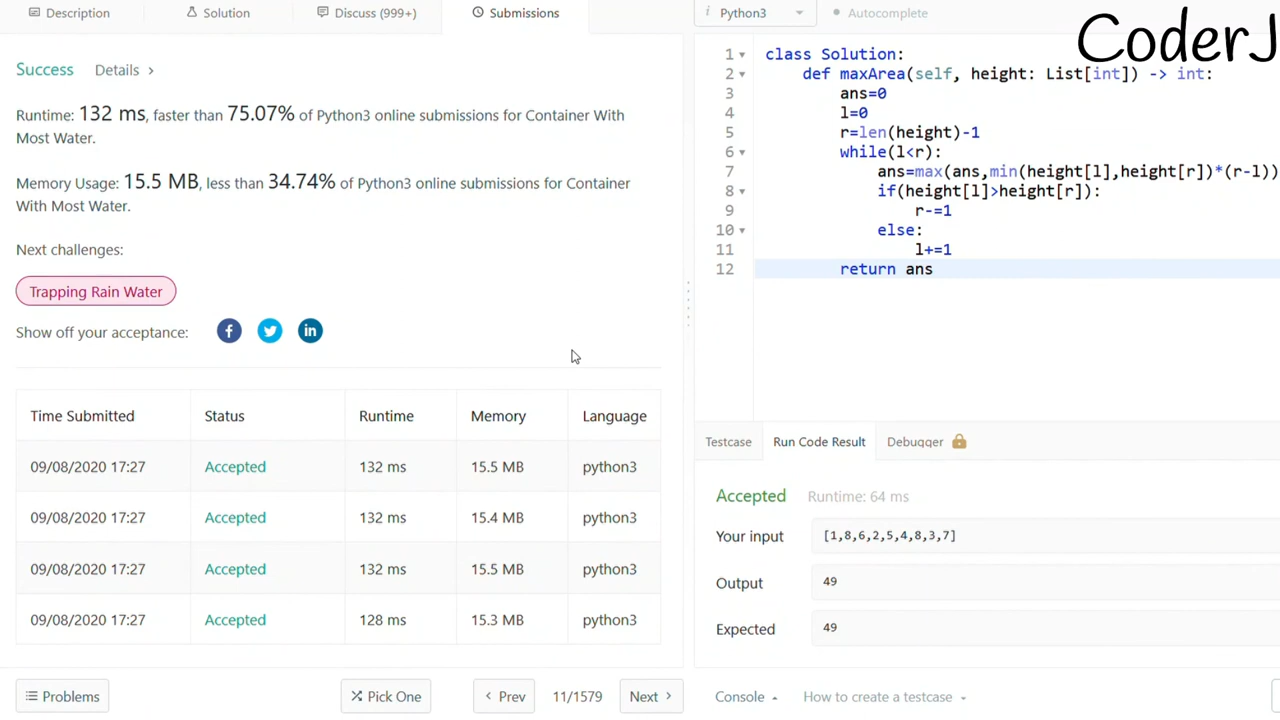 Description
Solution
Discuss (999+)
Submissions
Success
Details >
Runtime: 132 ms, faster than 75.07% of Python3 online submissions for Container With
Most Water.
Memory Usage: 15.5 MB, less than 34.74% of Python3 online submissions for Container
With Most Water.
Next challenges:
Trapping Rain Water
Show off your acceptance:
Time Submitted Status Runtime Memory Language
09/08/2020 17:27 Accepted 132 ms 15.5 MB python3
09/08/2020 17:27 Accepted 132 ms 15.4 MB python3
09/08/2020 17:27 Accepted 132 ms 15.5 MB python3
09/08/2020 17:27 Accepted 128 ms 15.3 MB python3
Problems
Pick One
< Prev
11/1579
Next >
i Python3
Autocomplete
CoderJ
1 class Solution:
2 def maxArea(self, height: List[int]) -> int:
3 ans=0
4 l=0
5 r=len(height)-1
6 while(l<r):
7 ans=max(ans,min(height[l],height[r])*(r-l))
8 if(height[l]>height[r]):
9 r-=1
10 else:
11 l+=1
12 return ans
Testcase
Run Code Result
Debugger
Accepted
Runtime: 64 ms
Your input
[1,8,6,2,5,4,8,3,7]
Output
49
Expected
49
Console
How to create a testcase